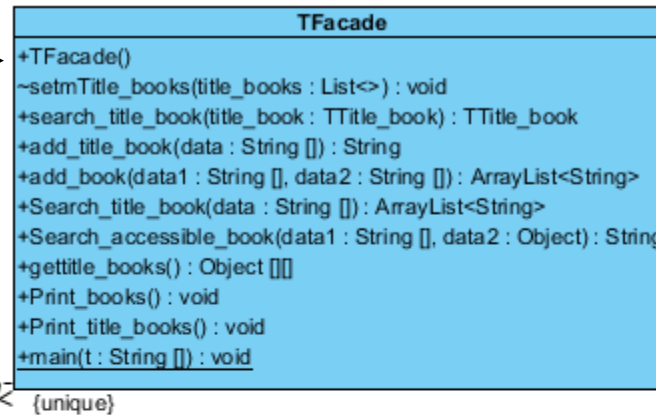 TFacade
+TFacade()
~setmTitle_books(title_books : List<>) : void
+search_title_book(title_book : TTitle_book) : TTitle_book
+add_title_book(data : String []) : String
+add_book(data1 : String [], data2 : String []) : ArrayList<String>
+Search_title_book(data : String []) : ArrayList<String>
+Search_accessible_book(data1 : String [], data2 : Object) : String
+gettitle_books() : Object [][]
+Print_books() : void
+Print_title_books() : void
+main(t : String []) : void
{unique}